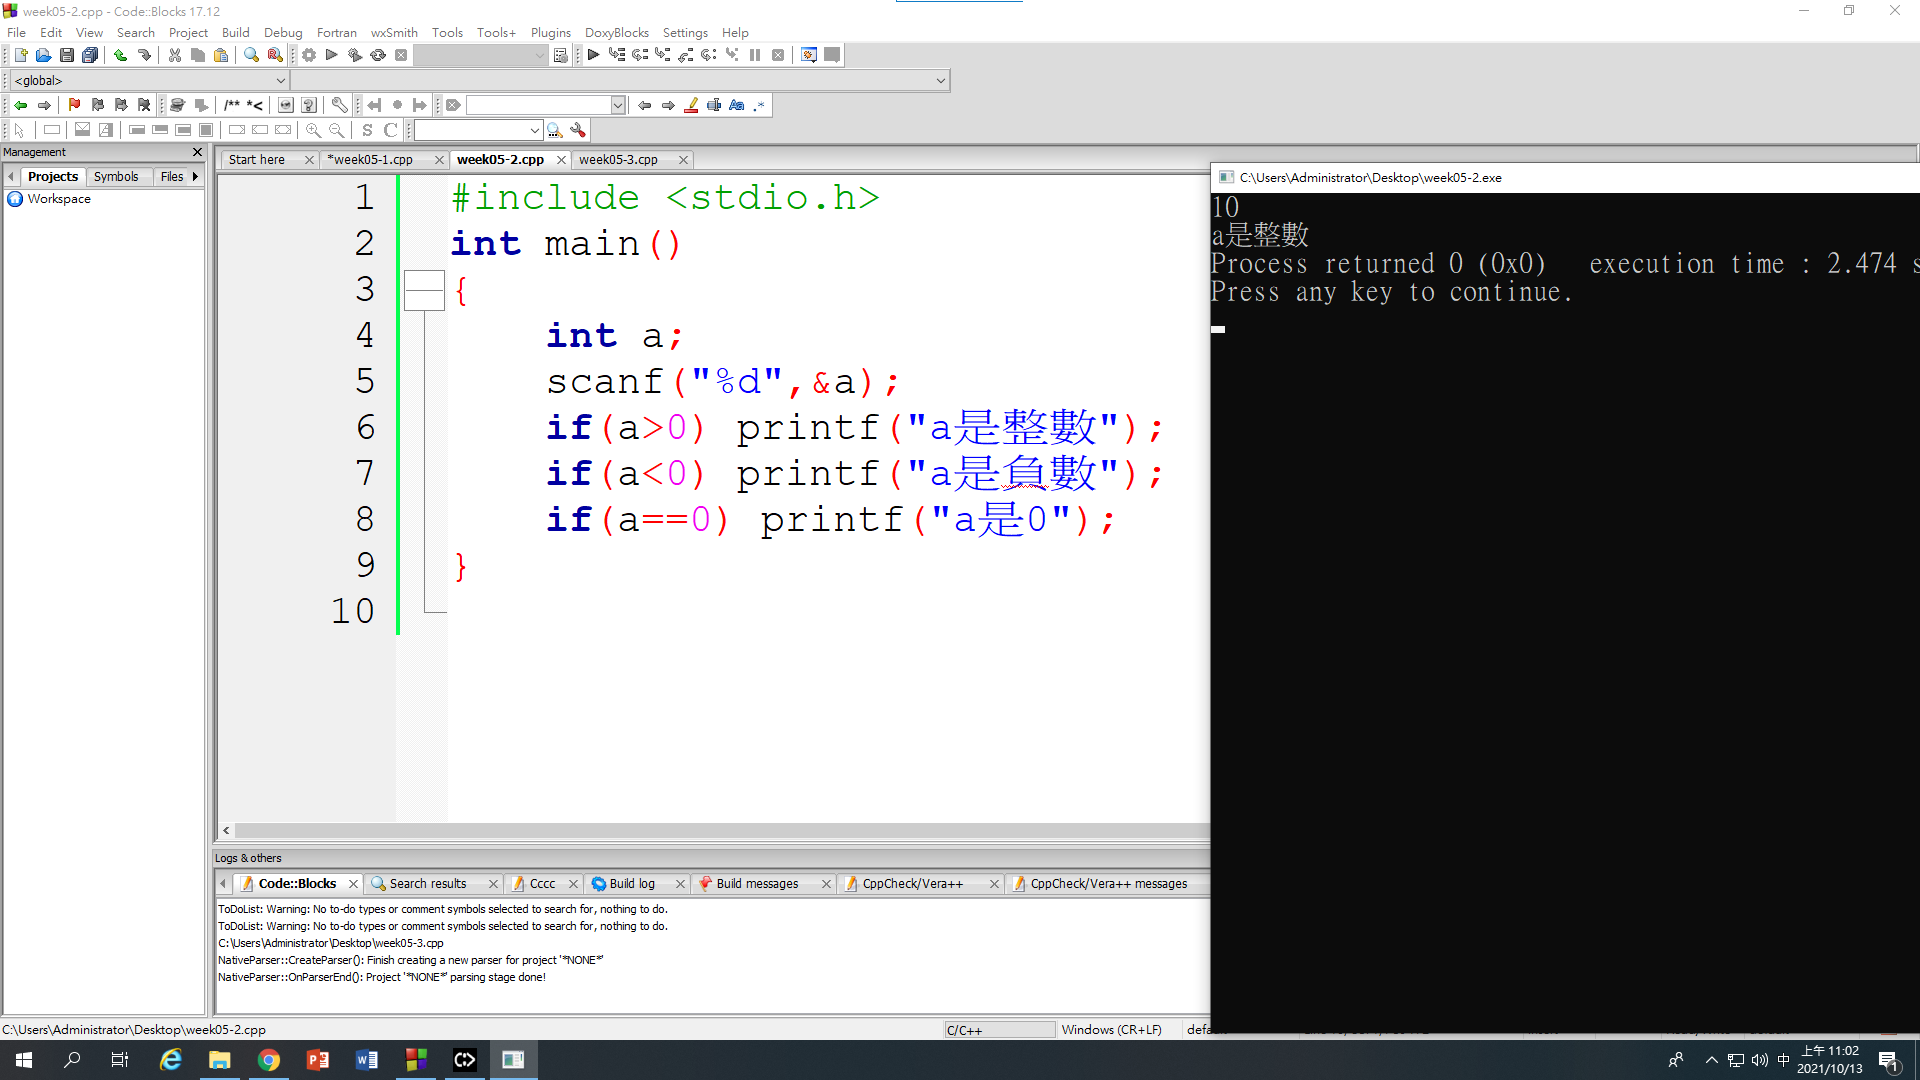 week05-2.cpp - Code::Blocks 17.12
File Edit View Search Project Build Debug Fortran wxSmith Tools Tools+ Plugins DoxyBlocks Settings Help
<global>
/** *<
S C
Management
Projects Symbols Files
Workspace
Start here *week05-1.cpp week05-2.cpp week05-3.cpp
1 #include <stdio.h>
2 int main()
3 {
4 int a;
5 scanf("%d",&a);
6 if(a>0) printf("a是整數");
7 if(a<0) printf("a是負數");
8 if(a==0) printf("a是0");
9 }
10
C:\Users\Administrator\Desktop\week05-2.exe
10
a是整數
Process returned 0 (0x0) execution time : 2.474 s
Press any key to continue.
Logs & others
Code::Blocks Search results Cccc Build log Build messages CppCheck/Vera++ CppCheck/Vera++ messages
ToDoList: Warning: No to-do types or comment symbols selected to search for, nothing to do.
ToDoList: Warning: No to-do types or comment symbols selected to search for, nothing to do.
C:\Users\Administrator\Desktop\week05-3.cpp
NativeParser::CreateParser(): Finish creating a new parser for project '*NONE*'
NativeParser::OnParserEnd(): Project '*NONE*' parsing stage done!
C:\Users\Administrator\Desktop\week05-2.cpp C/C++ Windows (CR+LF)
中
上午 11:02
2021/10/13
1